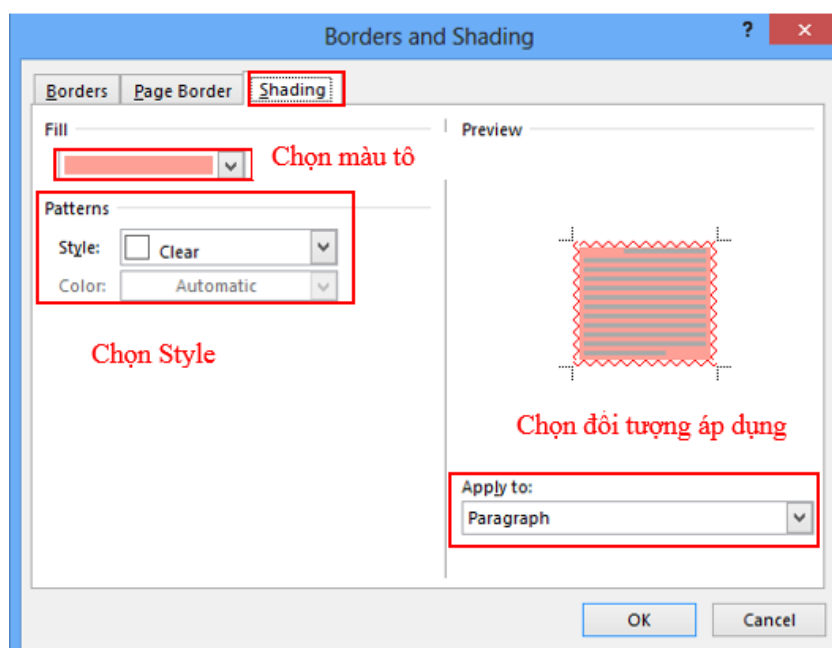 Borders and Shading
?
Borders
Page Border
Shading
Fill
Chọn màu tô
Patterns
Style: Clear
Color: Automatic
Chọn Style
Preview
Chọn đối tượng áp dụng
Apply to:
Paragraph
OK
Cancel